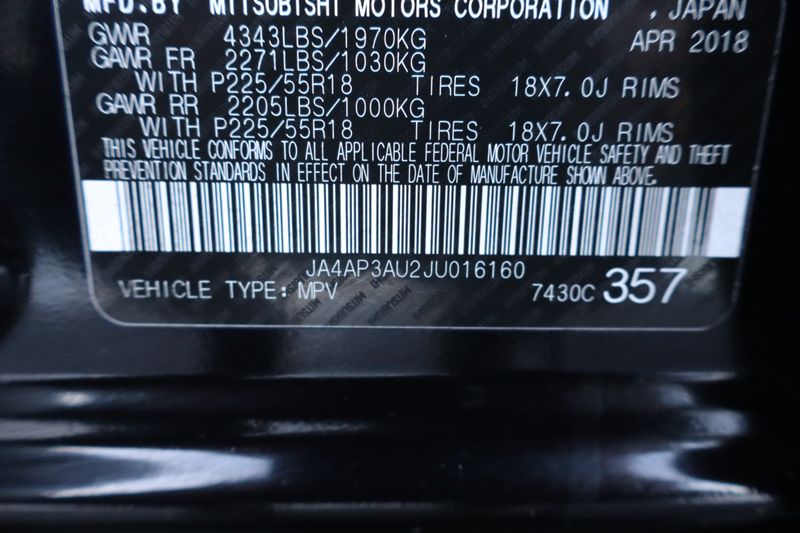 MFD.BY MITSUBISHI MOTORS CORPORATION , JAPAN
GVWR 4343LBS/1970KG APR 2018
GAWR FR 2271LBS/1030KG
WITH P225/55R18 TIRES 18X7.0J RIMS
GAWR RR 2205LBS/1000KG
WITH P225/55R18 TIRES 18X7.0J RIMS
THIS VEHICLE CONFORMS TO ALL APPLICABLE FEDERAL MOTOR VEHICLE SAFETY AND THEFT
PREVENTION STANDARDS IN EFFECT ON THE DATE OF MANUFACTURE SHOWN ABOVE.
JA4AP3AU2JU016160
VEHICLE TYPE: MPV 7430C 357